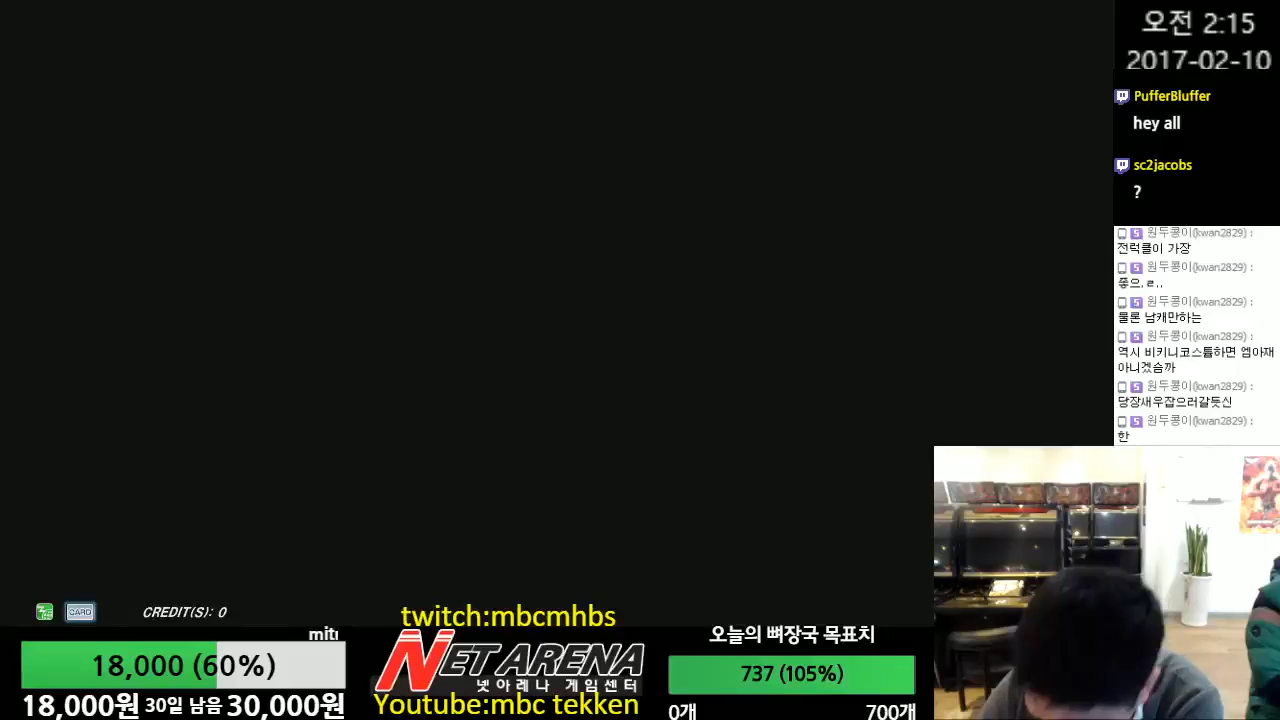 오전 2:15
2017-02-10
PufferBluffer
hey all
sc2jacobs
?
원두콩이(kwan2829) :
전럭클이 가장
원두콩이(kwan2829) :
좋으.ㄹ..
원두콩이(kwan2829) :
물론 남캐만하는
원두콩이(kwan2829) :
역시 비키니코스튬하면 엠아재
아니겠슴까
원두콩이(kwan2829) :
당장새우잡으러갈듯신
원두콩이(kwan2829) :
한
CARD
CREDIT(S): 0
twitch:mbcmhbs
NET ARENA
넷아레나 게임센터
Youtube:mbc tekken
18,000 (60%)
18,000원 30일 남음 30,000원
오늘의 뼈장국 목표치
737 (105%)
0개 700개